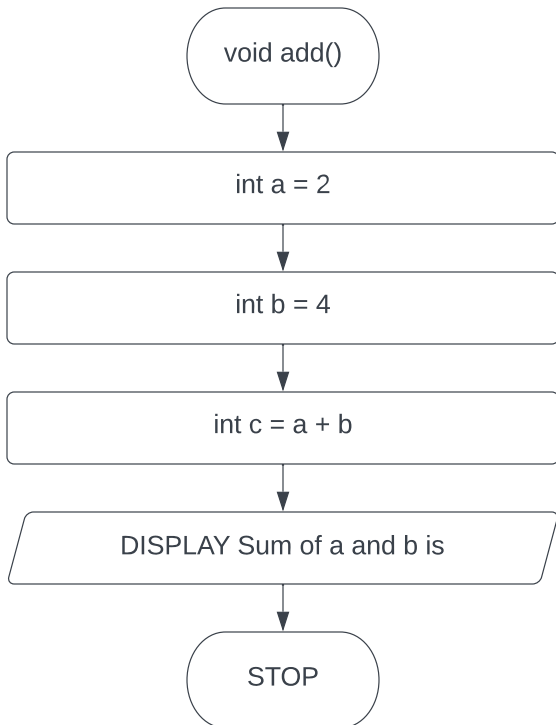 void add()
int a = 2
int b = 4
int c = a + b
DISPLAY Sum of a and b is
STOP